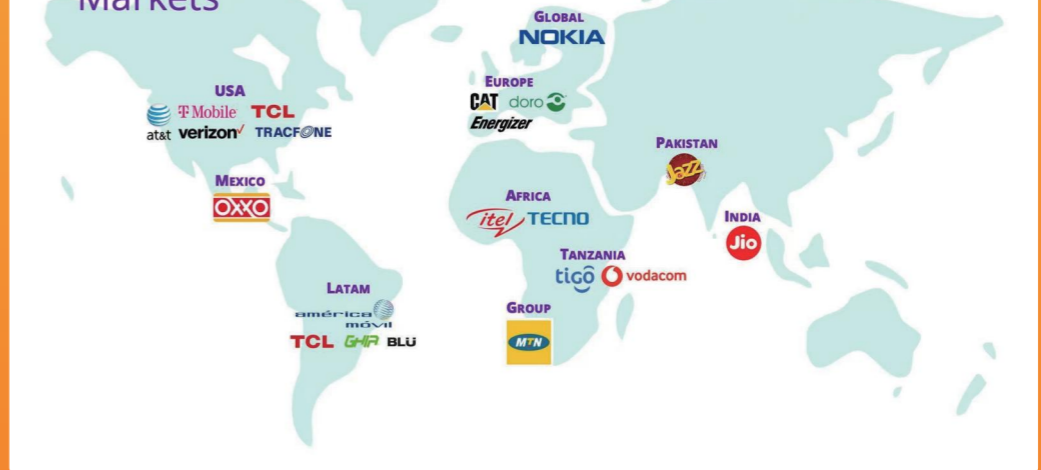 Markets
GLOBAL
NOKIA
EUROPE
CAT doro
Energizer
USA
at&t T Mobile TCL
verizon TRACFONE
PAKISTAN
Jazz
MEXICO
OXXO
AFRICA
itel TECNO
INDIA
Jio
TANZANIA
tiGO vodacom
LATAM
américa
móvil
TCL GHIA BLU
GROUP
MTN